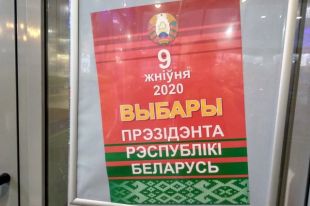 9
жніўня
2020
ВЫБАРЫ
ПРЭЗІДЭНТА
РЭСПУБЛІКІ
БЕЛАРУСЬ